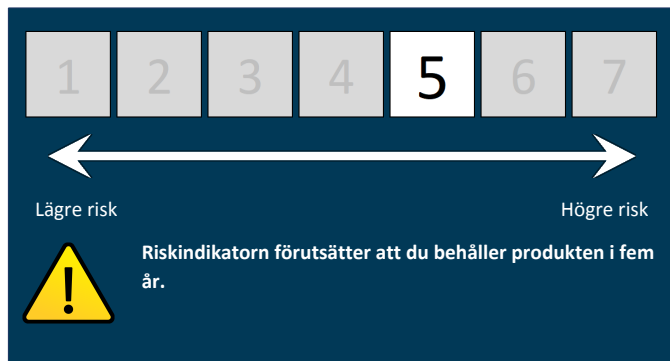 1 2 3 4 5 6 7
Lägre risk Högre risk
Riskindikatorn förutsätter att du behåller produkten i fem
år.